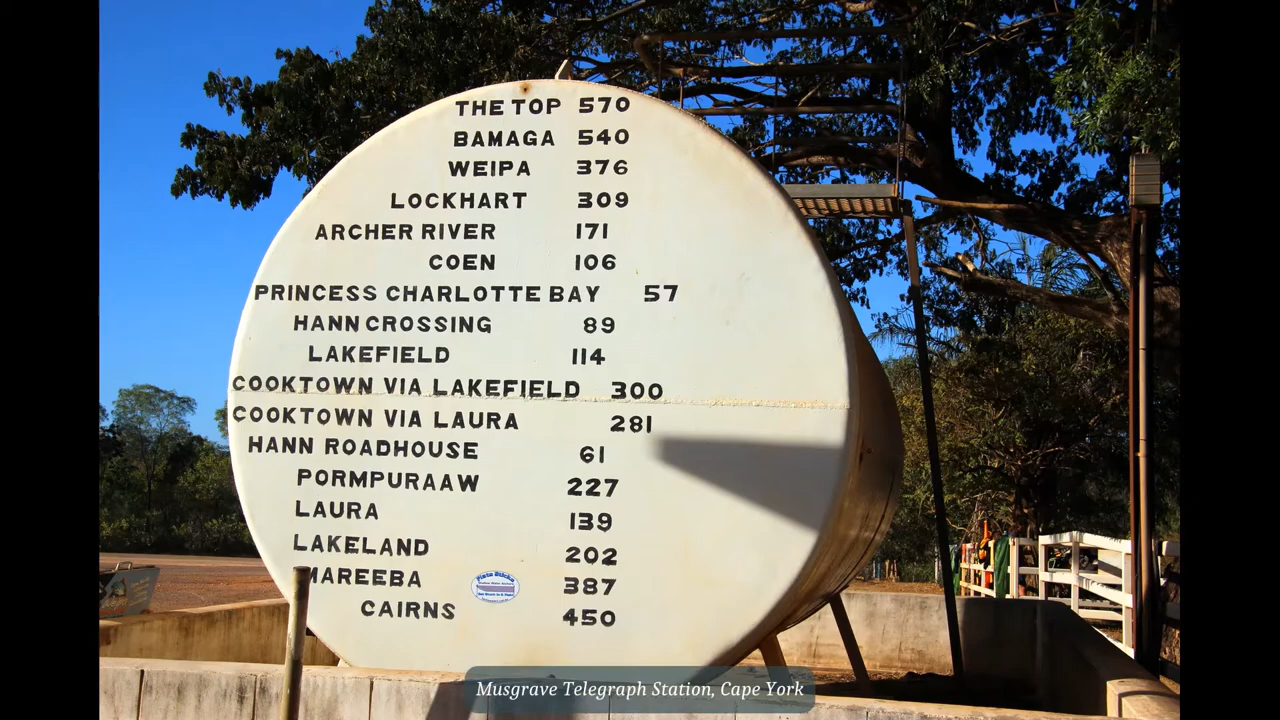 THE TOP 570
BAMAGA 540
WEIPA 376
LOCKHART 309
ARCHER RIVER 171
COEN 106
PRINCESS CHARLOTTE BAY 57
HANN CROSSING 89
LAKEFIELD 114
COOKTOWN VIA LAKEFIELD 300
COOKTOWN VIA LAURA 281
HANN ROADHOUSE 61
PORMPURAAW 227
LAURA 139
LAKELAND 202
MAREEBA 387
CAIRNS 450
Musgrave Telegraph Station, Cape York